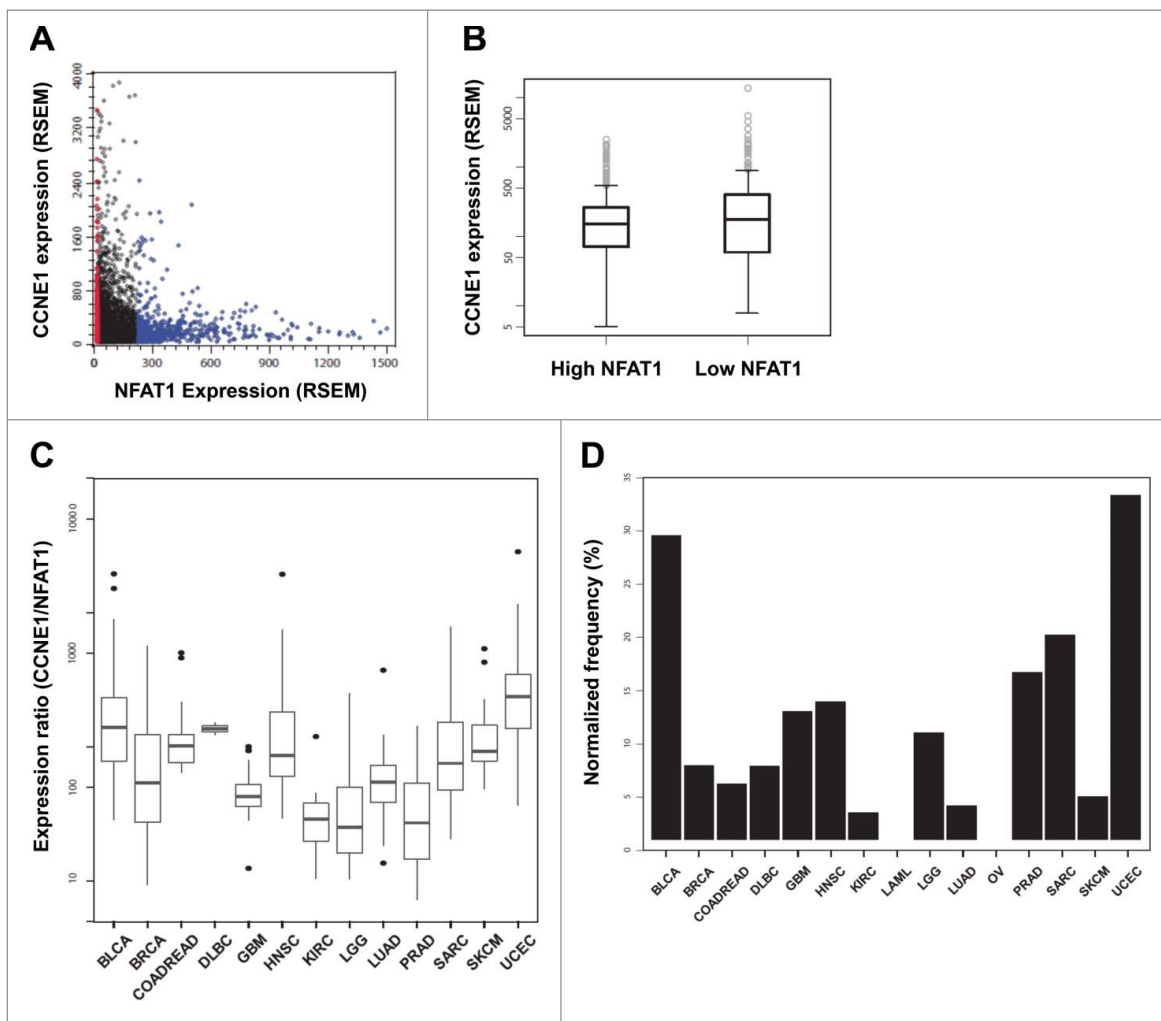 A
CCNE1 expression (RSEM)
4000
3200
2400
1600
800
0
0 300 600 900 1200 1500
NFAT1 Expression (RSEM)
B
CCNE1 expression (RSEM)
5000
500
50
5
High NFAT1 Low NFAT1
C
Expression ratio (CCNE1/NFAT1)
10000
1000
100
10
BLCA BRCA COADREAD DLBC GBM HNSC KIRC LGG LUAD PRAD SARC SKCM UCEC
D
Normalized frequency (%)
35
30
25
20
15
10
5
0
BLCA BRCA COADREAD DLBC GBM HNSC KIRC LAML LGG LUAD OV PRAD SARC SKCM UCEC